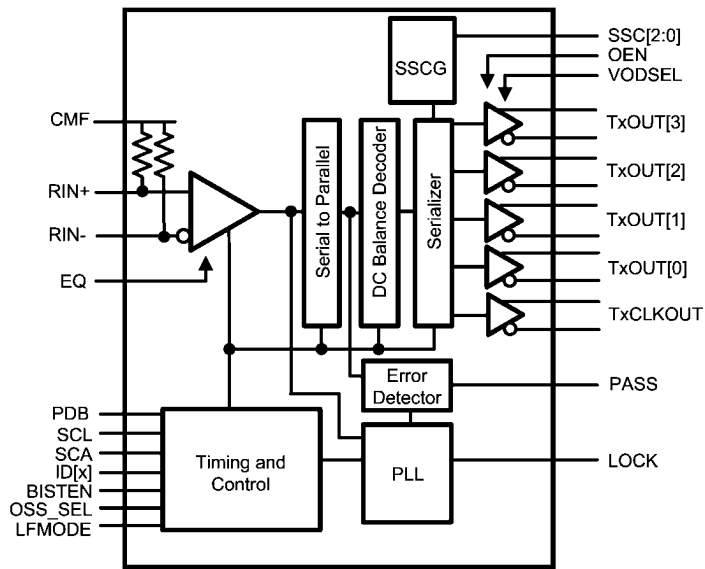 SSC[2:0]
OEN
VODSEL
SSCG
CMF
TxOUT[3]
RIN+
TxOUT[2]
RIN-
TxOUT[1]
EQ
TxOUT[0]
TxCLKOUT
Serial to Parallel
DC Balance Decoder
Serializer
Error
Detector
PASS
PDB
SCL
SCA
ID[x]
BISTEN
OSS_SEL
LFMODE
Timing and
Control
PLL
LOCK